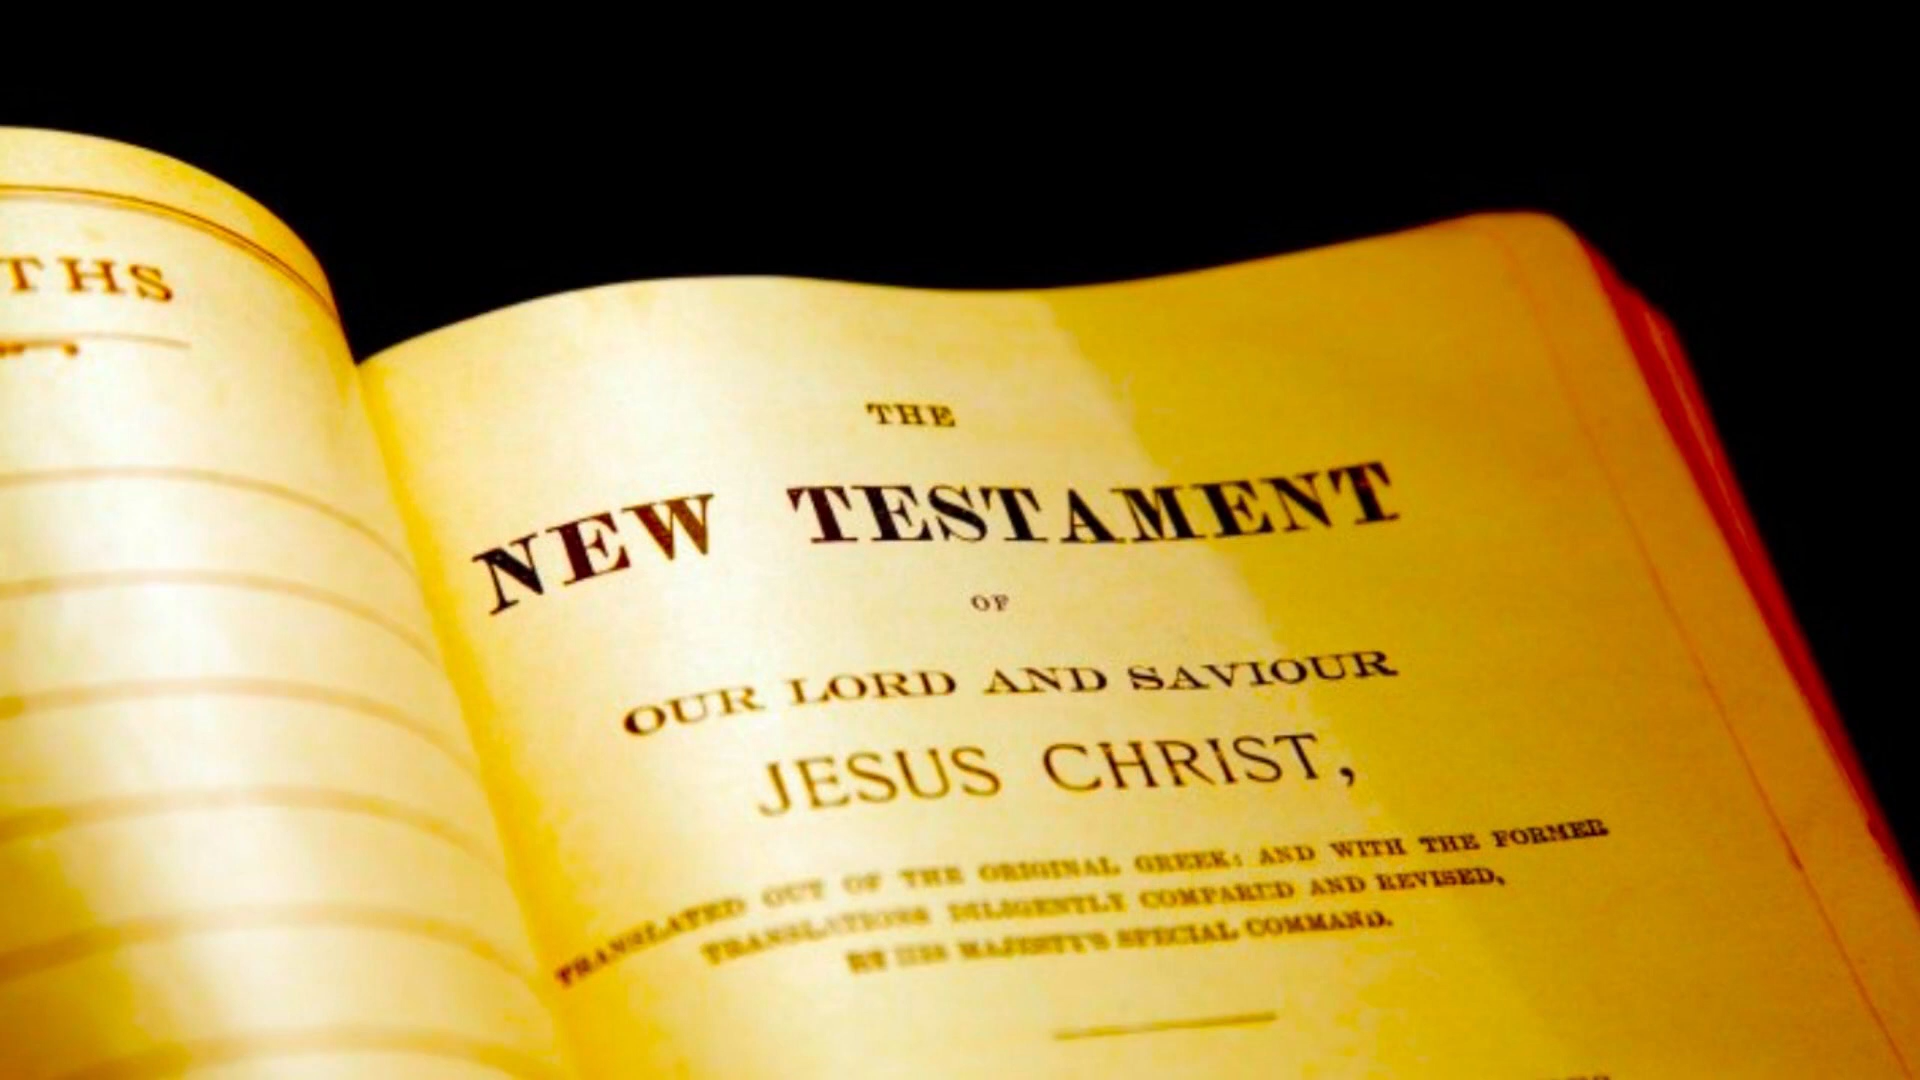 THS
THE
NEW TESTAMENT
OF
OUR LORD AND SAVIOUR
JESUS CHRIST,
TRANSLATED OUT OF THE ORIGINAL GREEK: AND WITH THE FORMER
TRANSLATIONS DILIGENTLY COMPARED AND REVISED,
BY HIS MAJESTY'S SPECIAL COMMAND.